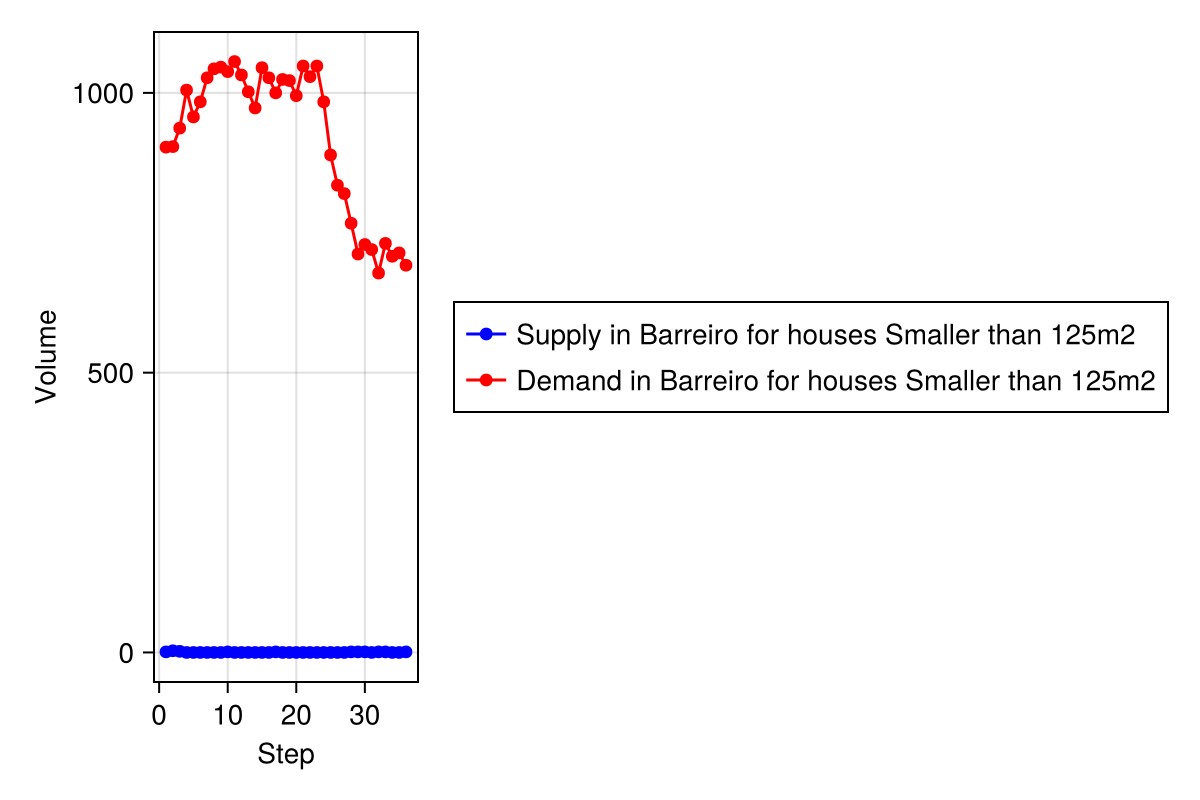 1000
500
0
Volume
0 10 20 30
Step
Supply in Barreiro for houses Smaller than 125m2
Demand in Barreiro for houses Smaller than 125m2